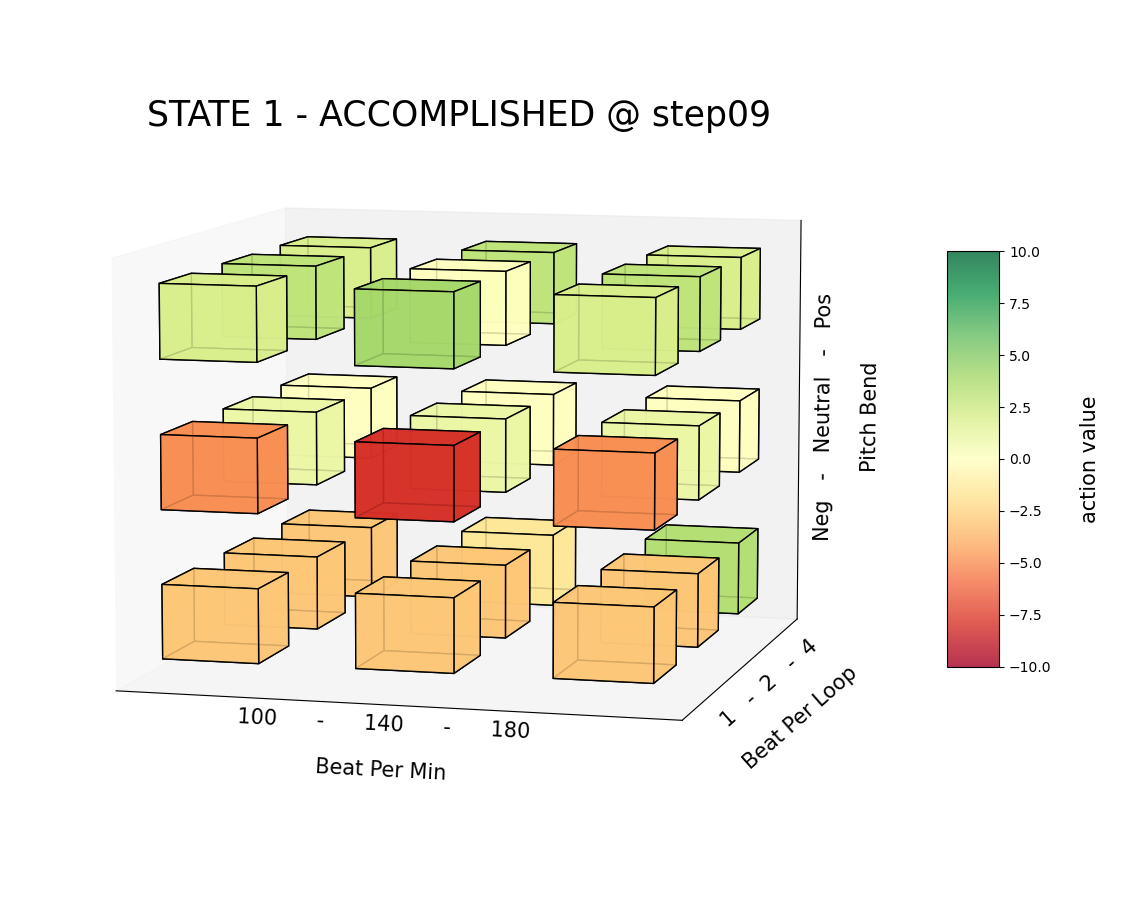 STATE 1 - ACCOMPLISHED @ step09
Neg - Neutral - Pos
Pitch Bend
1 - 2 - 4
Beat Per Loop
100 - 140 - 180
Beat Per Min
10.0
7.5
5.0
2.5
0.0
−2.5
−5.0
−7.5
−10.0
action value